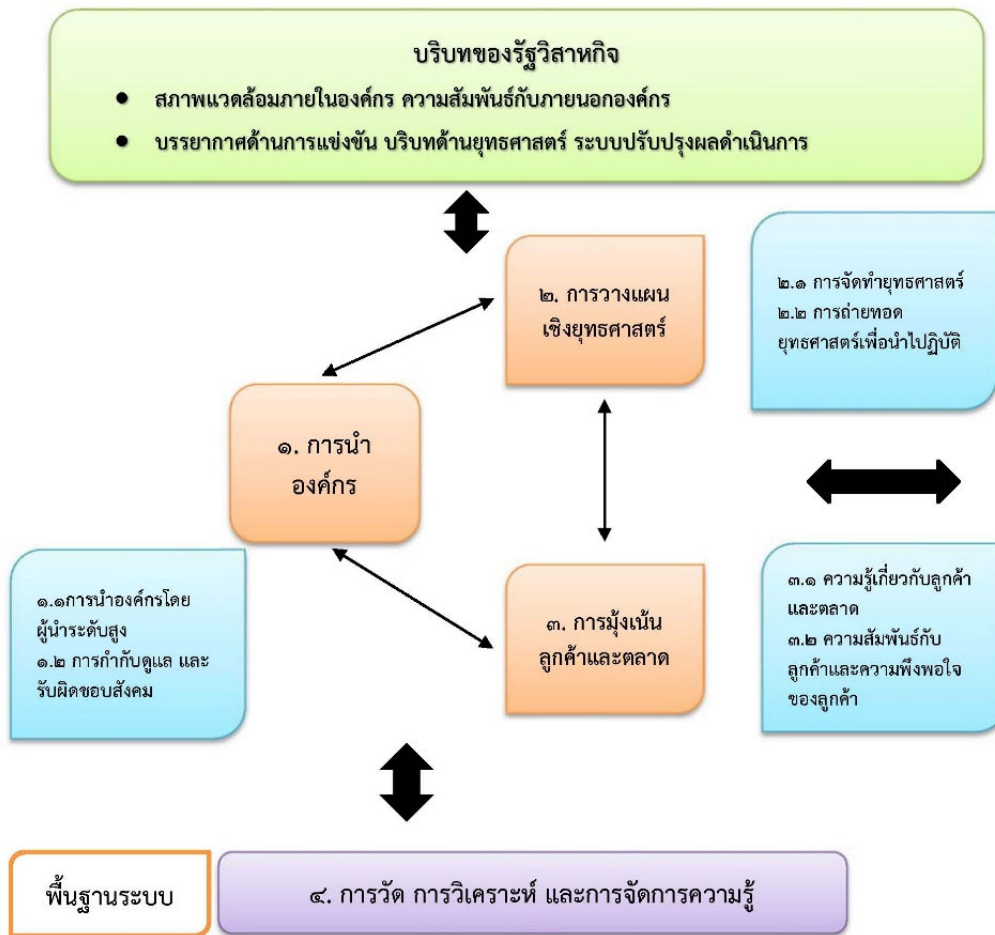 บริบทของรัฐวิสาหกิจ
● สภาพแวดล้อมภายในองค์กร ความสัมพันธ์กับภายนอกองค์กร
● บรรยากาศด้านการแข่งขัน บริบทด้านยุทธศาสตร์ ระบบปรับปรุงผลดำเนินการ
๒. การวางแผน
เชิงยุทธศาสตร์
๒.๑ การจัดทำยุทธศาสตร์
๒.๒ การถ่ายทอด
ยุทธศาสตร์เพื่อนำไปฏิบัติ
๑. การนำ
องค์กร
๑.๑การนำองค์กรโดย
ผู้นำระดับสูง
๑.๒ การกำกับดูแล และ
รับผิดขอบสังคม
๓. การมุ้งเน้น
ลูกค้าและตลาด
๓.๑ ความรู้เกี่ยวกับลูกค้า
และตลาด
๓.๒ ความสัมพันธ์กับ
ลูกค้าและความพึงพอใจ
ของลูกค้า
พื้นฐานระบบ
๔. การวัด การวิเคราะห์ และการจัดการความรู้